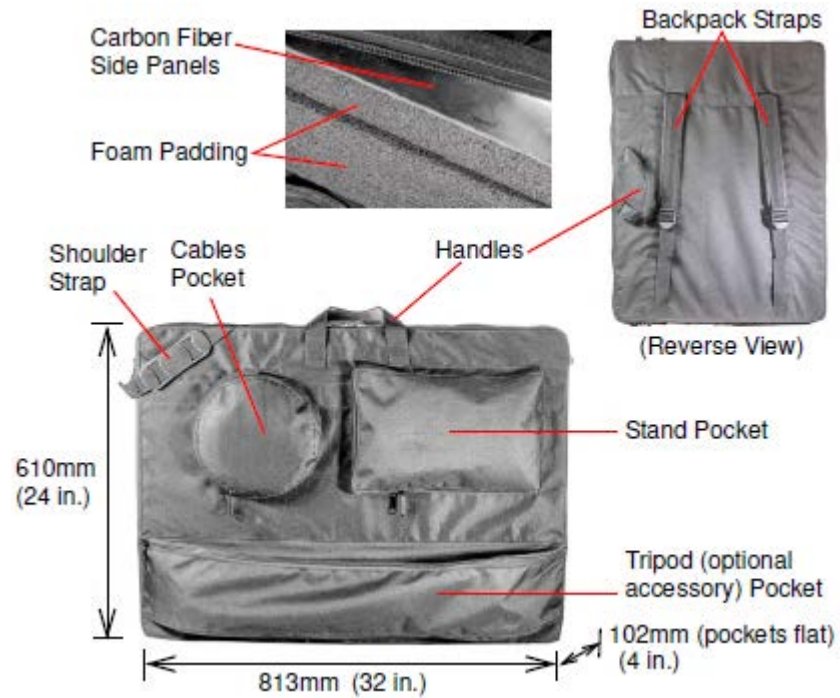 Carbon Fiber
Side Panels
Foam Padding
Backpack Straps
Shoulder
Strap
Cables
Pocket
Handles
(Reverse View)
610mm
(24 in.)
Stand Pocket
Tripod (optional
accessory) Pocket
102mm (pockets flat)
(4 in.)
813mm (32 in.)